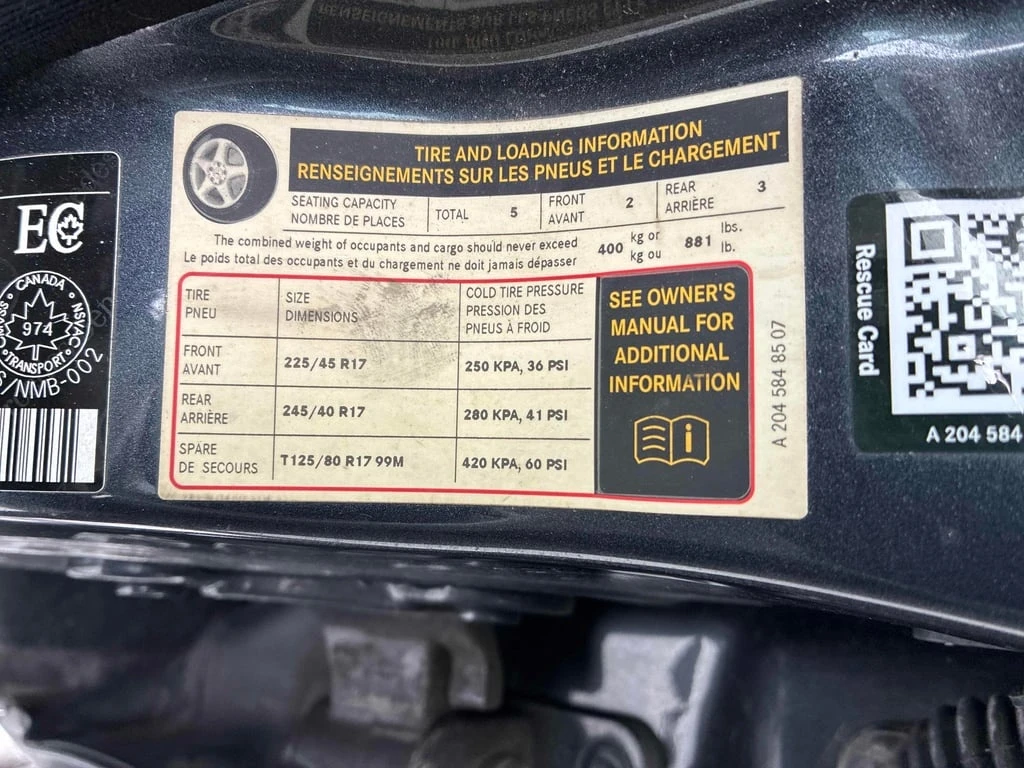 TIRE AND LOADING INFORMATION
RENSEIGNEMENTS SUR LES PNEUS ET LE CHARGEMENT
SEATING CAPACITY
NOMBRE DE PLACES
TOTAL 5
FRONT
AVANT
2
REAR
ARRIÈRE
3
The combined weight of occupants and cargo should never exceed
Le poids total des occupants et du chargement ne doit jamais dépasser
400
kg or
kg ou
881
lbs.
lb.
TIRE
PNEU
SIZE
DIMENSIONS
COLD TIRE PRESSURE
PRESSION DES
PNEUS À FROID
FRONT
AVANT
225/45 R17
250 KPA, 36 PSI
REAR
ARRIÈRE
245/40 R17
280 KPA, 41 PSI
SPARE
DE SECOURS
T125/80 R17 99M
420 KPA, 60 PSI
SEE OWNER'S
MANUAL FOR
ADDITIONAL
INFORMATION
A 204 584 85 07
EC
CANADA
974
TRANSPORT
NSVAC
CMVSS
S/NMB-002
Rescue Card
A 204 584